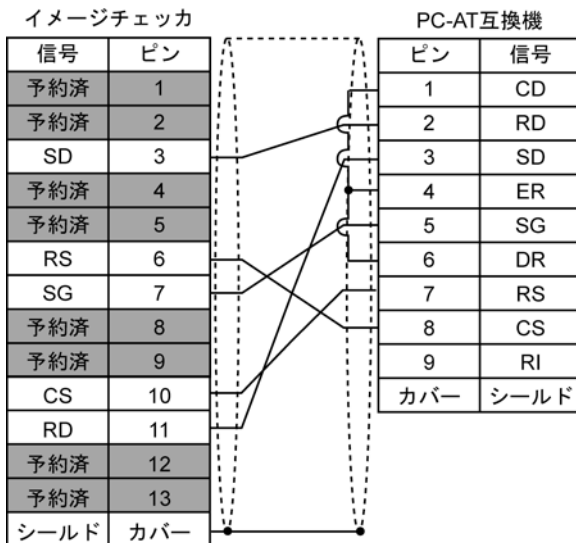 イメージチェッカ
信号 ピン
予約済 1
予約済 2
SD 3
予約済 4
予約済 5
RS 6
SG 7
予約済 8
予約済 9
CS 10
RD 11
予約済 12
予約済 13
シールド カバー
PC-AT互換機
ピン 信号
1 CD
2 RD
3 SD
4 ER
5 SG
6 DR
7 RS
8 CS
9 RI
カバー シールド